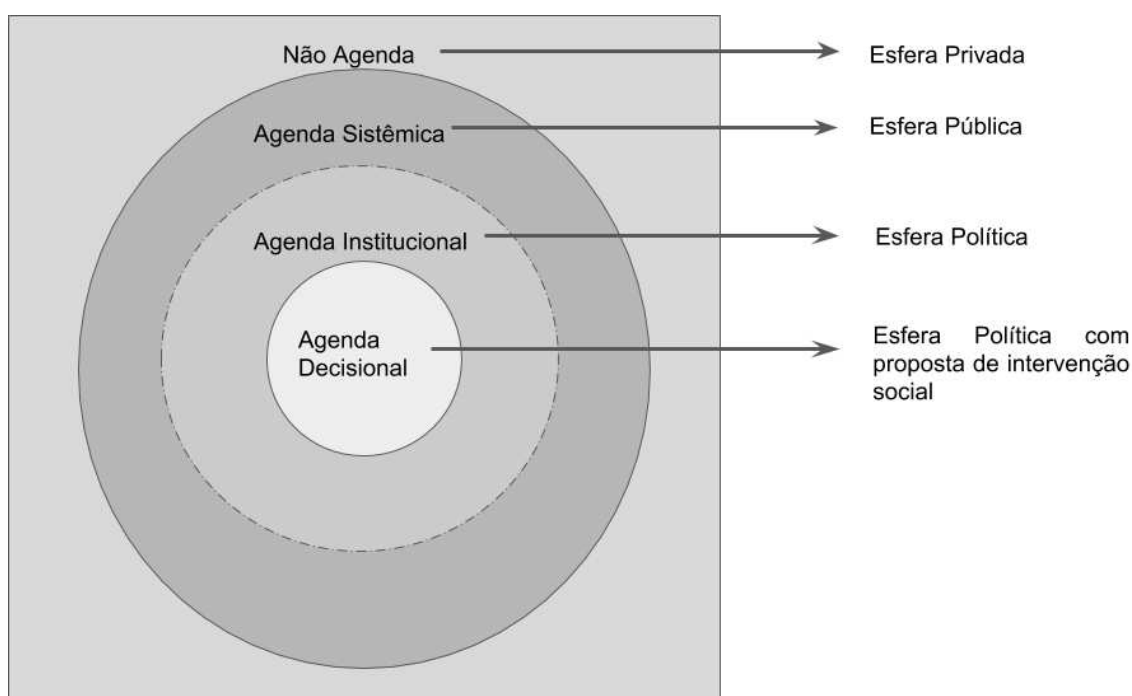 Não Agenda
Esfera Privada
Agenda Sistêmica
Esfera Pública
Agenda Institucional
Esfera Política
Agenda
Decisional
Esfera Política com
proposta de intervenção
social